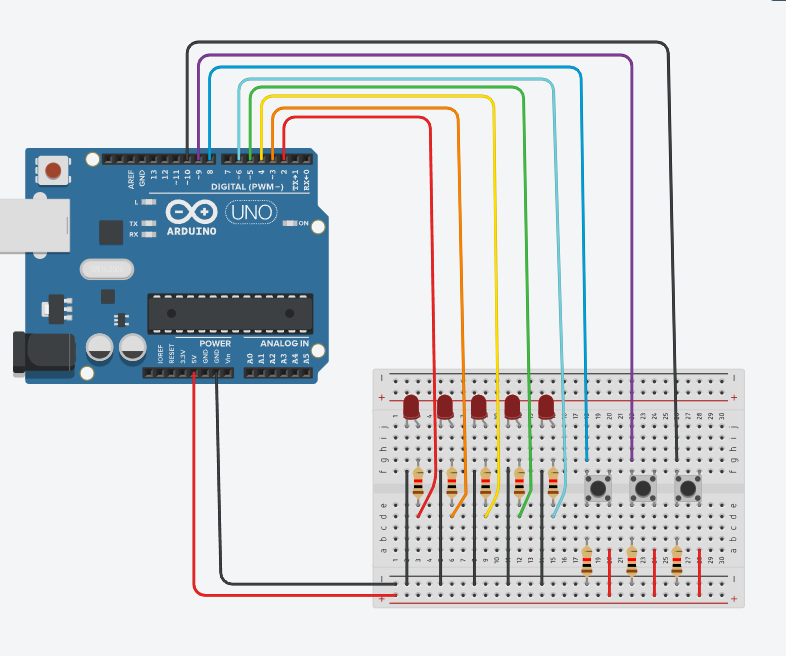 AREF
GND
13
12
~11
~10
~9
8
7
~6
~5
4
~3
2
TX→1
RX←0
DIGITAL (PWM~)
L
TX
RX
ARDUINO
UNO
ON
IOREF
RESET
3.3V
5V
GND
GND
Vin
POWER
A0
A1
A2
A3
A4
A5
ANALOG IN